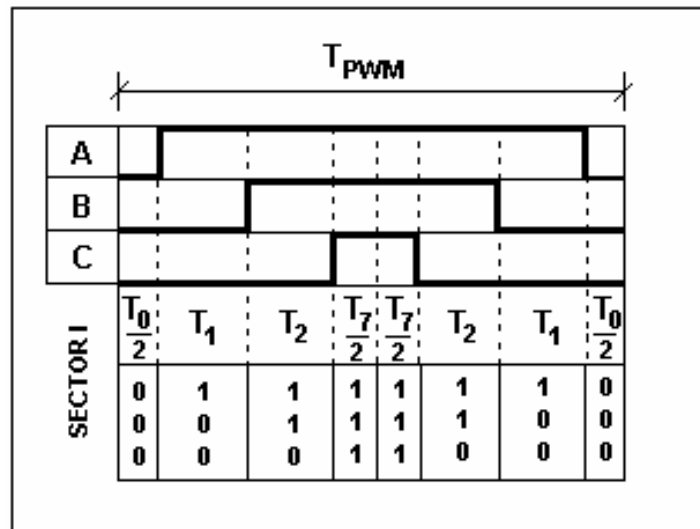 T_PWM
A
B
C
SECTOR I
T_0/2 T_1 T_2 T_7/2 T_7/2 T_2 T_1 T_0/2
0 1 1 1 1 1 1 0
0 0 1 1 1 1 0 0
0 0 0 1 1 0 0 0